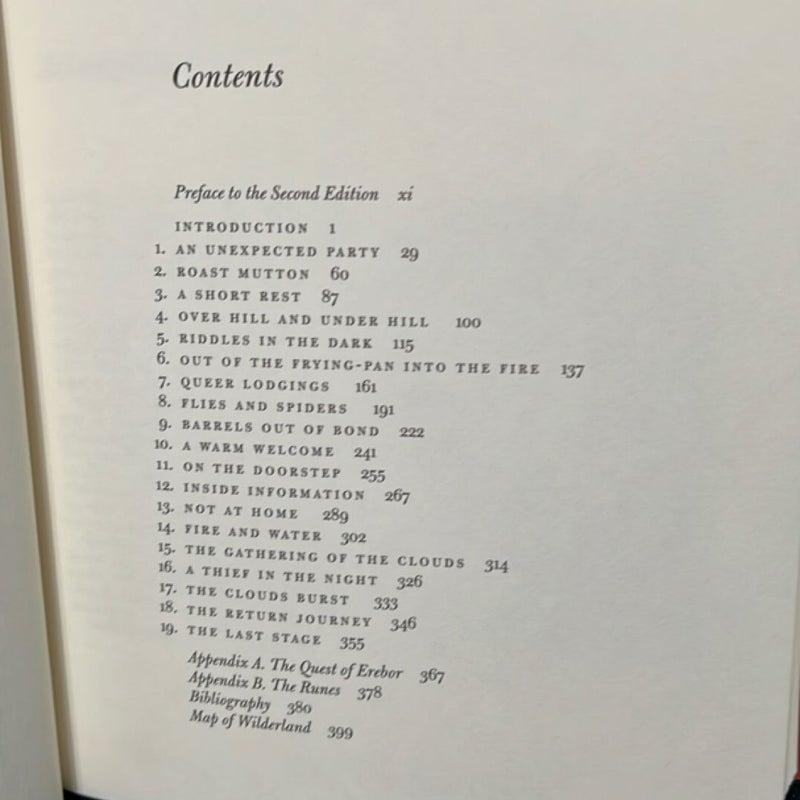 Contents
Preface to the Second Edition xi
INTRODUCTION 1
1. AN UNEXPECTED PARTY 29
2. ROAST MUTTON 60
3. A SHORT REST 87
4. OVER HILL AND UNDER HILL 100
5. RIDDLES IN THE DARK 115
6. OUT OF THE FRYING-PAN INTO THE FIRE 137
7. QUEER LODGINGS 161
8. FLIES AND SPIDERS 191
9. BARRELS OUT OF BOND 222
10. A WARM WELCOME 241
11. ON THE DOORSTEP 255
12. INSIDE INFORMATION 267
13. NOT AT HOME 289
14. FIRE AND WATER 302
15. THE GATHERING OF THE CLOUDS 314
16. A THIEF IN THE NIGHT 326
17. THE CLOUDS BURST 333
18. THE RETURN JOURNEY 346
19. THE LAST STAGE 355
Appendix A. The Quest of Erebor 367
Appendix B. The Runes 378
Bibliography 380
Map of Wilderland 399